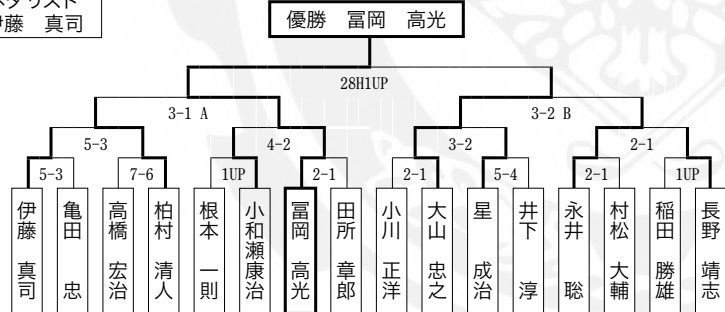 伊藤 真司
優勝 冨岡 高光
28H1UP
3-1 A
3-2 B
5-3
4-2
3-2
2-1
5-3
7-6
1UP
2-1
2-1
5-4
2-1
1UP
伊藤 真司
亀田 忠
高橋 宏治
柏村 清人
根本 一則
小和瀬康治
冨岡 高光
田所 章郎
小川 正洋
大山 忠之
星 成治
井下 淳
永井 聡
村松 大輔
稲田 勝雄
長野 靖志